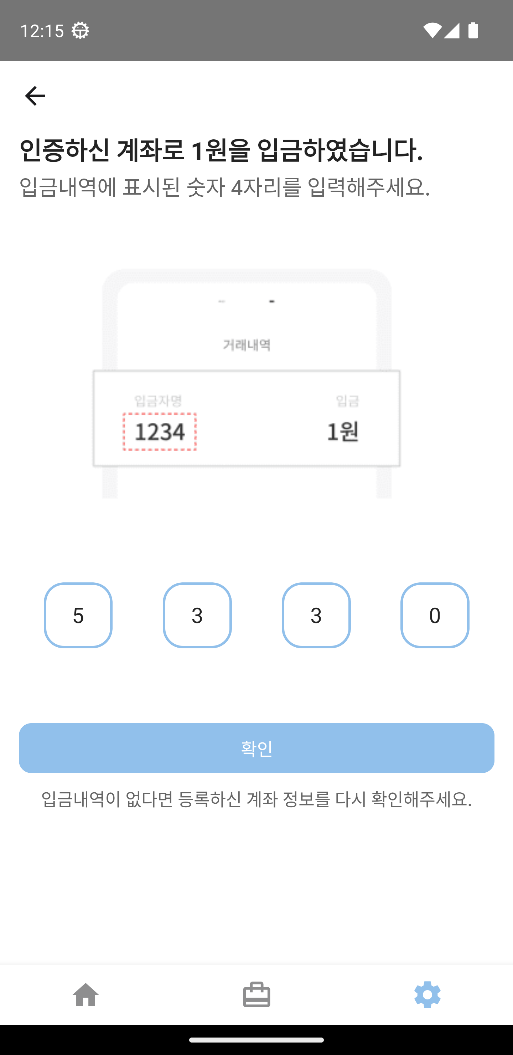 12:15
인증하신 계좌로 1원을 입금하였습니다.
입금내역에 표시된 숫자 4자리를 입력해주세요.
거래내역
입금자명 입금
1234 1원
5 3 3 0
확인
입금내역이 없다면 등록하신 계좌 정보를 다시 확인해주세요.